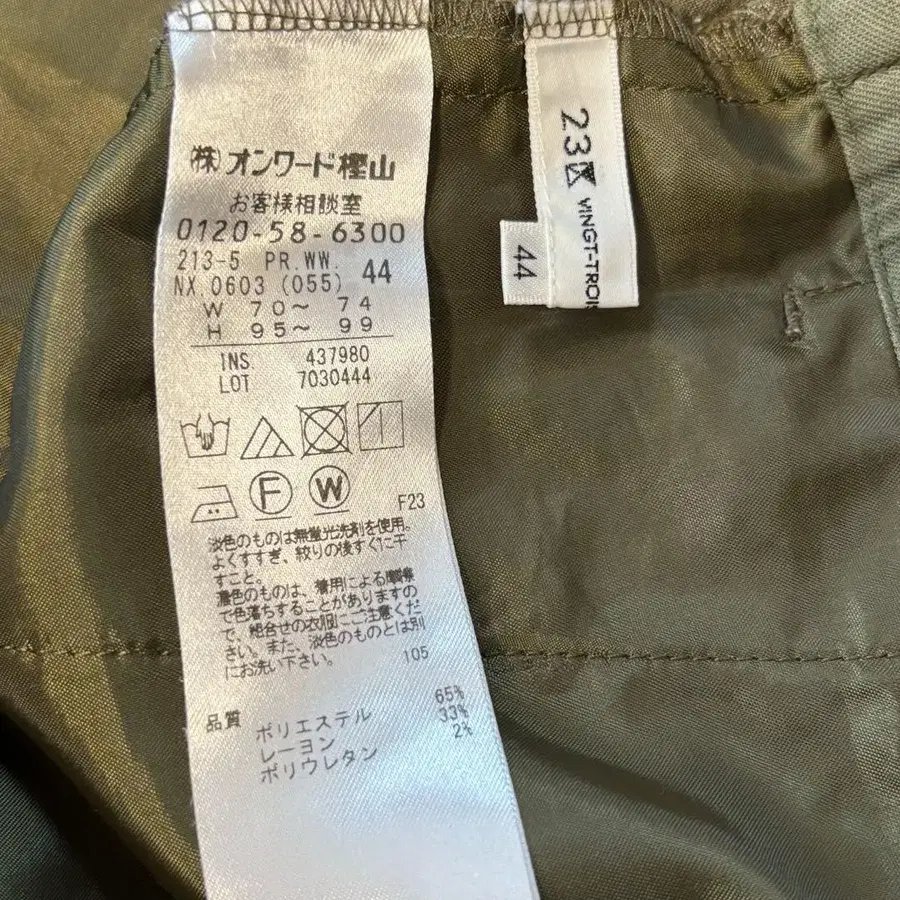 (株)オンワード樫山
お客様相談室
0120-58-6300
213-5 PR.WW.
NX.0603 (055) 44
W 70～ 74
H 95～ 99
INS. 437980
LOT 7030444
F W
F23
淡色のものは無蛍光洗剤を使用。
よくすすぎ、絞りの後すぐに干
すこと。
濃色のものは、着用による摩擦
で色落ちすることがありますの
で、組合せの衣服にご注意くだ
さい。また、淡色のものとは別
にお洗い下さい。 105
品質 ポリエステル 65%
レーヨン 33%
ポリウレタン 2%
23区
VINGT-TROIS
44